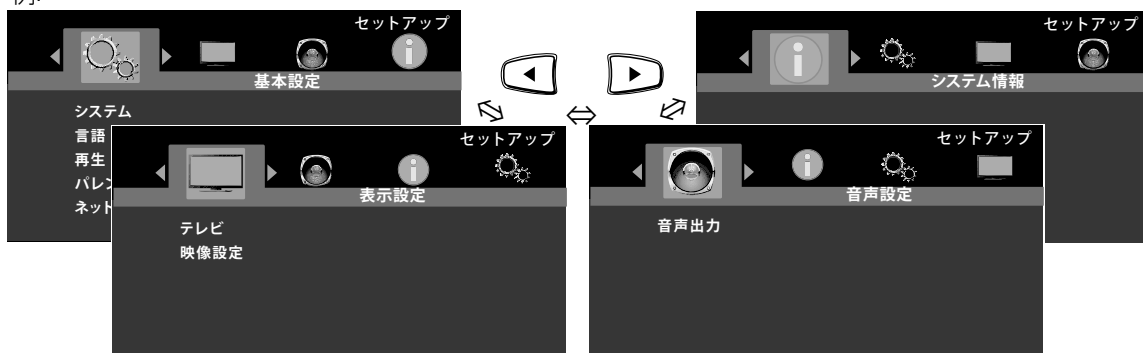 セットアップ
基本設定
システム
言語
再生
セットアップ
システム情報
セットアップ
表示設定
テレビ
映像設定
セットアップ
音声設定
音声出力